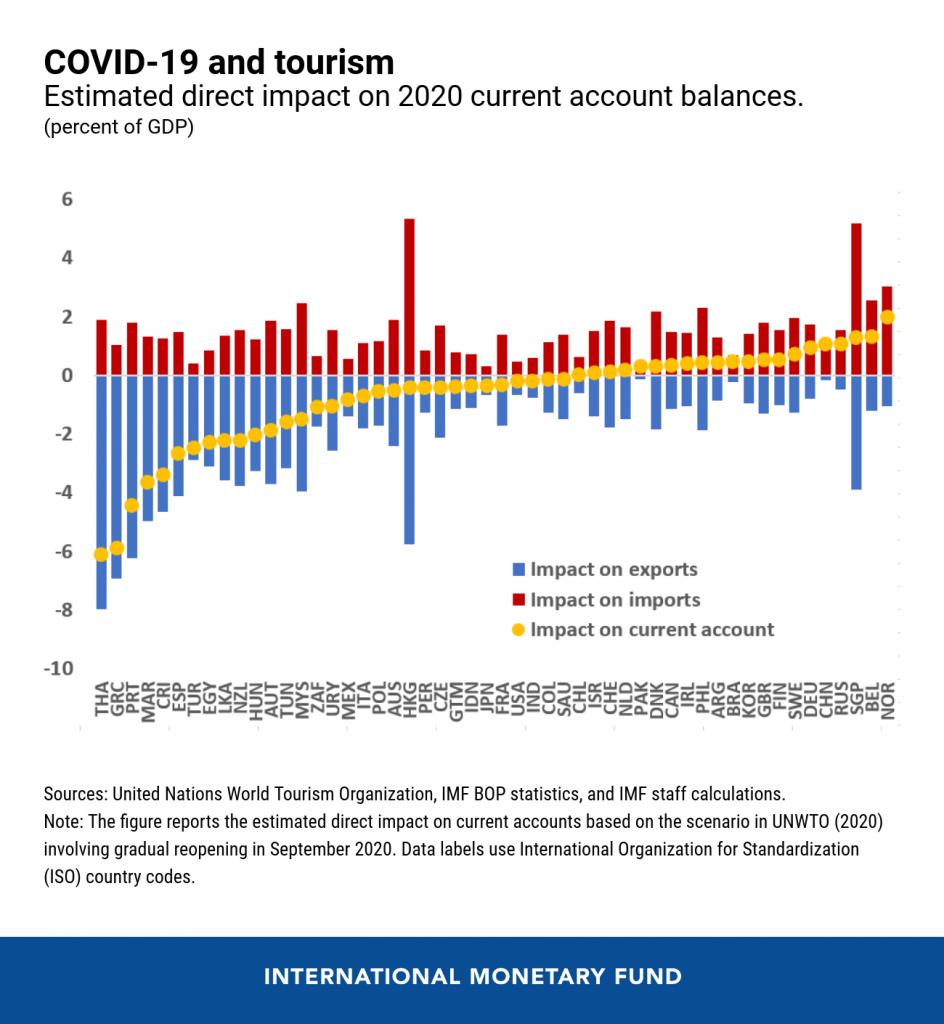 COVID-19 and tourism
Estimated direct impact on 2020 current account balances.
(percent of GDP)
6
4
2
0
-2
-4
-6
-8
-10
Impact on exports
Impact on imports
Impact on current account
THA
GRC
PRT
MAR
CRI
ESP
TUR
EGY
LKA
NZL
HUN
AUT
TUN
MYS
ZAF
URY
MEX
ITA
POL
AUS
HKG
PER
CZE
GTM
IDN
JPN
FRA
USA
IND
COL
SAU
CHL
ISR
CHE
NLD
PAK
DNK
CAN
IRL
PHL
ARG
BRA
KOR
GBR
FIN
SWE
DEU
CHN
RUS
SGP
BEL
NOR
Sources: United Nations World Tourism Organization, IMF BOP statistics, and IMF staff calculations.
Note: The figure reports the estimated direct impact on current accounts based on the scenario in UNWTO (2020)
involving gradual reopening in September 2020. Data labels use International Organization for Standardization
(ISO) country codes.
INTERNATIONAL MONETARY FUND